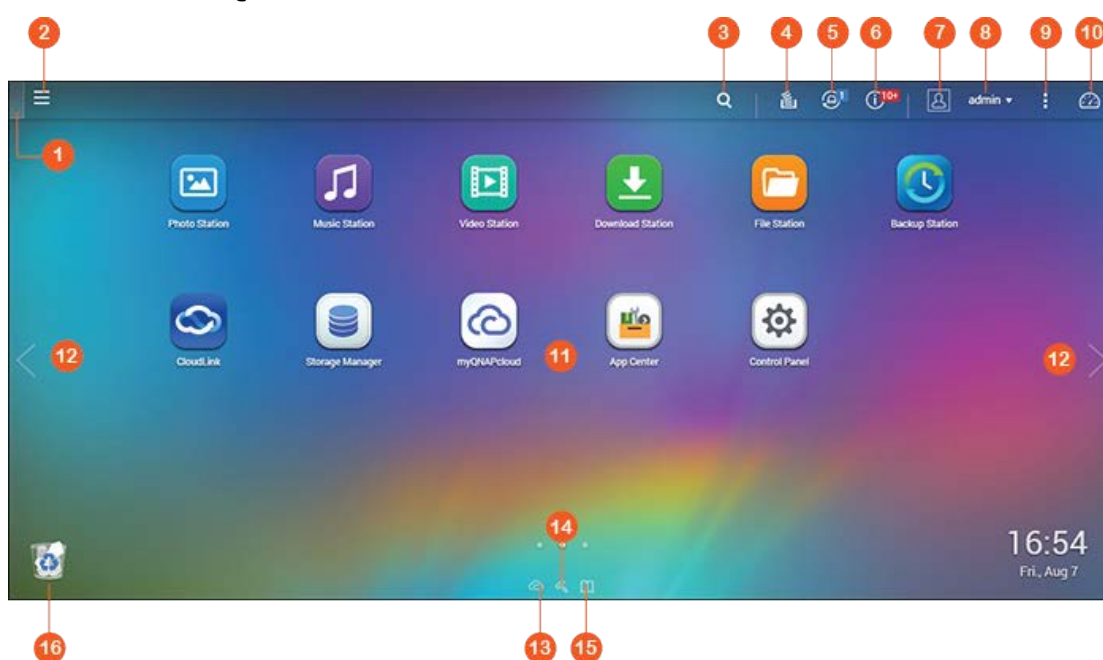 g
2
3
4
5
6
7
8
9
10
1
10+
admin
1
Photo Station
Music Station
Video Station
Download Station
File Station
Backup Station
CloudLink
Storage Manager
myQNAPcloud
App Center
Control Panel
12
11
12
14
16:54
Fri., Aug 7
16
13
15